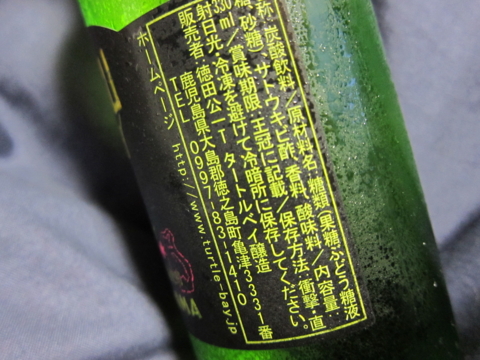 称:炭酸飲料/原材料名:糖類(果糖ぶどう糖液
糖、砂糖)、サトウキビ酢、香料、酸味料/内容量:
330ml/賞味期限:王冠に記載/保存方法:衝撃・直
射日光・冷凍を避けて冷暗所に保存してください。
販売者:徳田公一 タートルベイ醸造
鹿児島県大島郡徳之島町亀津3331番
TEL 0997-83-1410
ホームページ http://www.turtle-bay.jp
MA